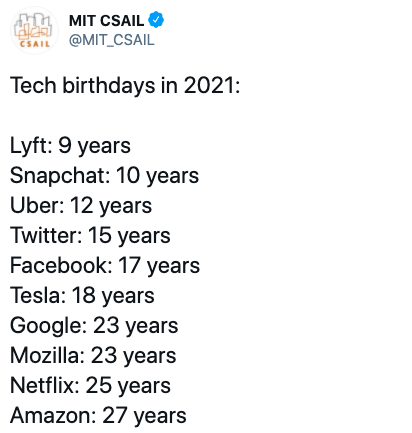 CSAIL
MIT CSAIL
@MIT_CSAIL
Tech birthdays in 2021:
Lyft: 9 years
Snapchat: 10 years
Uber: 12 years
Twitter: 15 years
Facebook: 17 years
Tesla: 18 years
Google: 23 years
Mozilla: 23 years
Netflix: 25 years
Amazon: 27 years